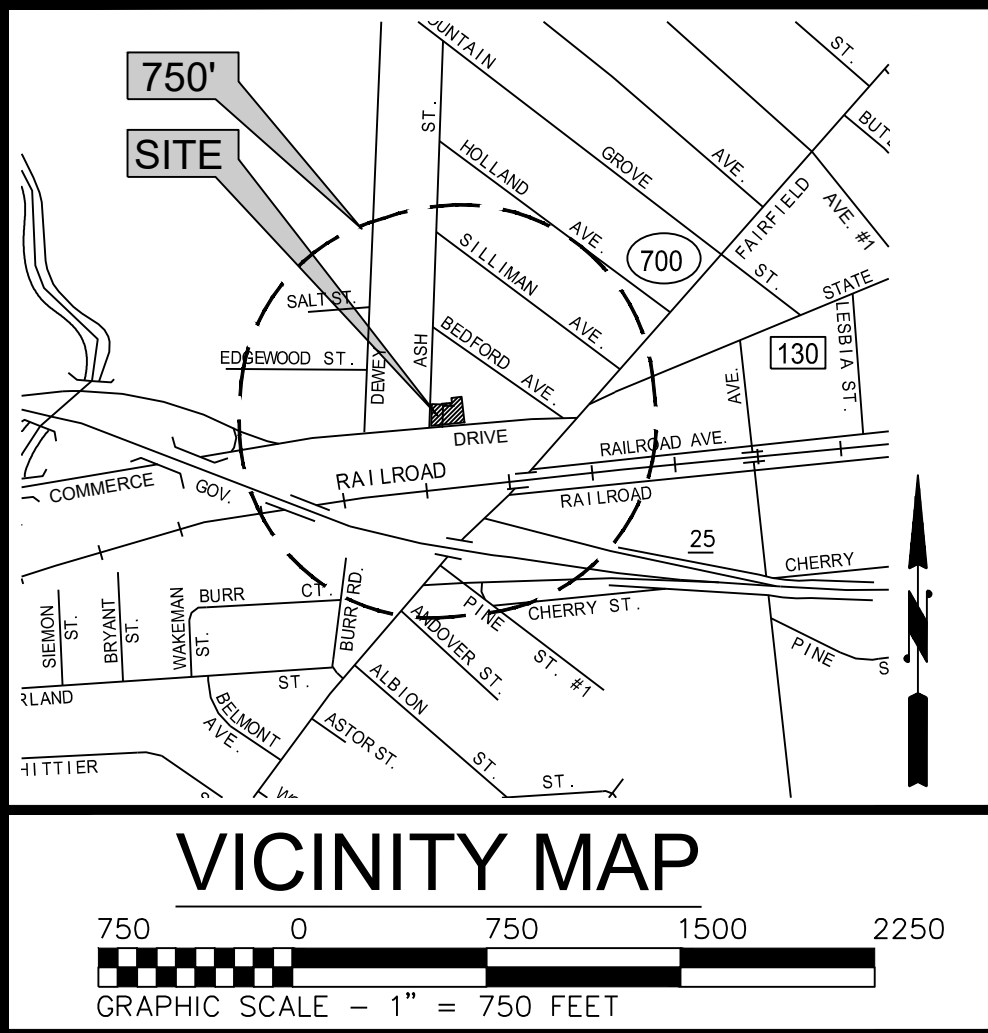 750'
SITE
OUNTAIN
ST.
ST.
HOLLAND
AVE.
GROVE
ST.
AVE.
FAIRFIELD
AVE. #1
700
SILLIMAN
AVE.
STATE
SALT ST.
BEDFORD
AVE.
ASH
DEWEY
EDGEWOOD ST.
130
AVE.
LESBIA ST.
DRIVE
RAILROAD AVE.
RAILROAD
RAILROAD
COMMERCE
GOV.
25
CHERRY
SIEMON
ST.
BRYANT
ST.
WAKEMAN
ST.
BURR
CT.
BURR RD.
PINE
ST. #1
CHERRY ST.
ANDOVER ST.
PINE
S
RLAND
ST.
ALBION
ST.
BELMONT
AVE.
ASTOR ST.
HITTIER
ST.
VICINITY MAP
750 0 750 1500 2250
GRAPHIC SCALE - 1" = 750 FEET